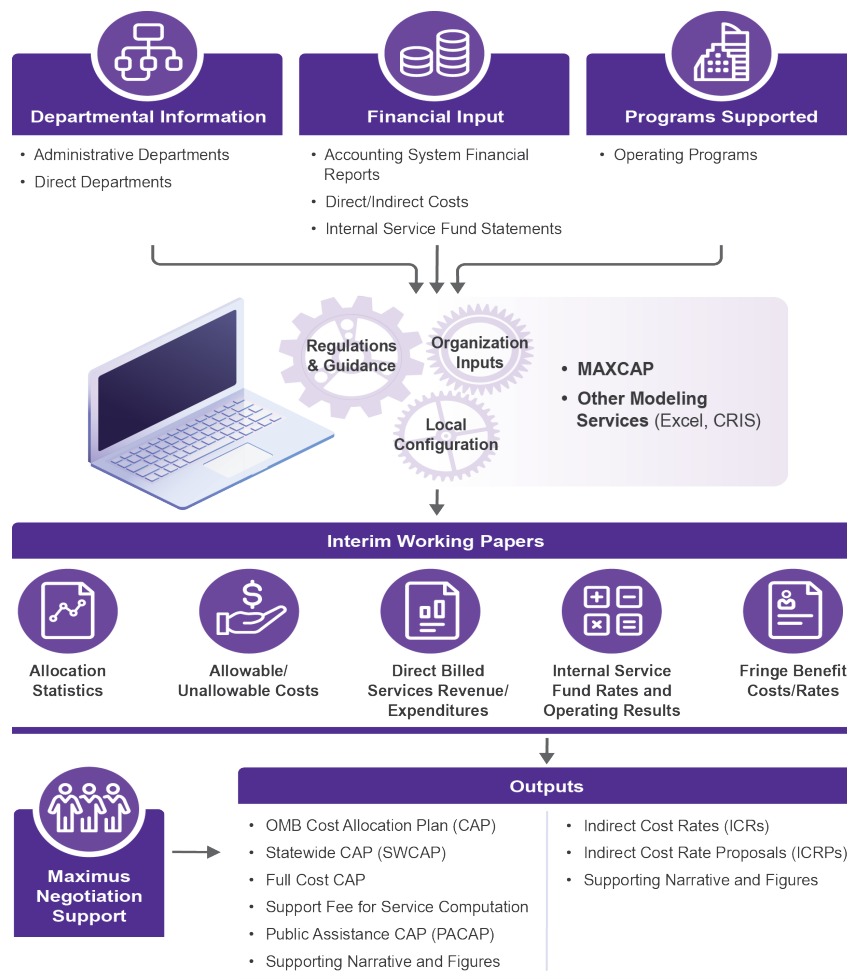 Departmental Information
• Administrative Departments
• Direct Departments
Financial Input
• Accounting System Financial
Reports
• Direct/Indirect Costs
• Internal Service Fund Statements
Programs Supported
• Operating Programs
Regulations
& Guidance
Organization
Inputs
Local
Configuration
• MAXCAP
• Other Modeling
Services (Excel, CRIS)
Interim Working Papers
Allocation
Statistics
Allowable/
Unallowable Costs
$
Direct Billed
Services Revenue/
Expenditures
Internal Service
Fund Rates and
Operating Results
Fringe Benefit
Costs/Rates
Maximus
Negotiation
Support
Outputs
• OMB Cost Allocation Plan (CAP)
• Statewide CAP (SWCAP)
• Full Cost CAP
• Support Fee for Service Computation
• Public Assistance CAP (PACAP)
• Supporting Narrative and Figures
• Indirect Cost Rates (ICRs)
• Indirect Cost Rate Proposals (ICRPs)
• Supporting Narrative and Figures